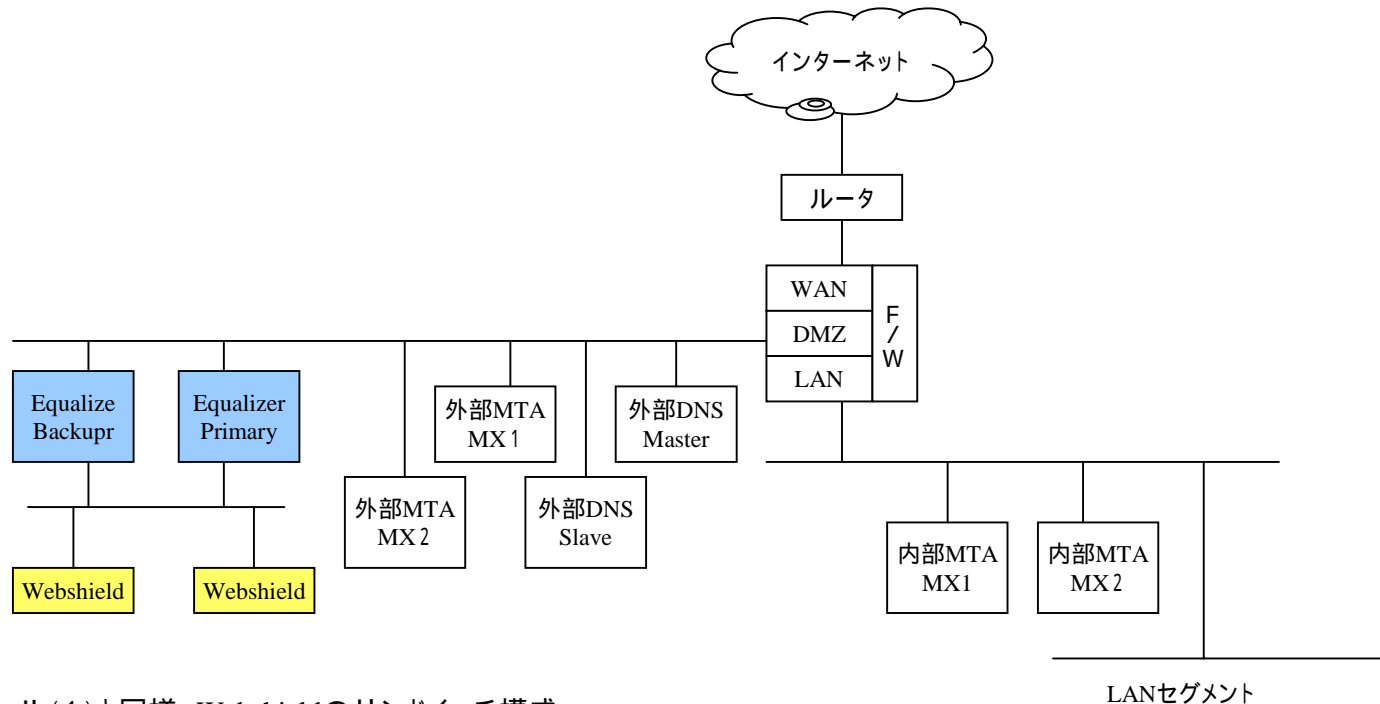 インターネット
ルータ
WAN
DMZ
LAN
F
/
W
Equalize
Backupr
Equalizer
Primary
外部MTA
MX1
外部DNS
Master
外部MTA
MX2
外部DNS
Slave
Webshield
Webshield
内部MTA
MX1
内部MTA
MX2
LANセグメント